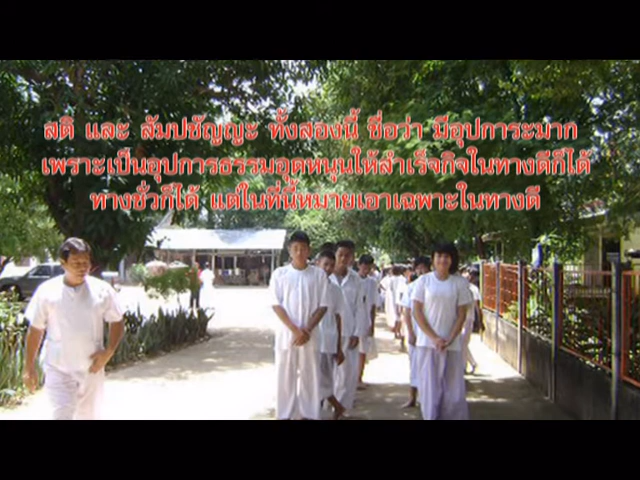 สติ และ สัมปชัญญะ ทั้งสองนี้ ชื่อว่า มีอุปการะมาก
เพราะเป็นอุปการธรรมอุดหนุนให้สำเร็จกิจในทางดีก็ได้
ทางชั่วก็ได้ แต่ในที่นี้หมายเอาเฉพาะในทางดี